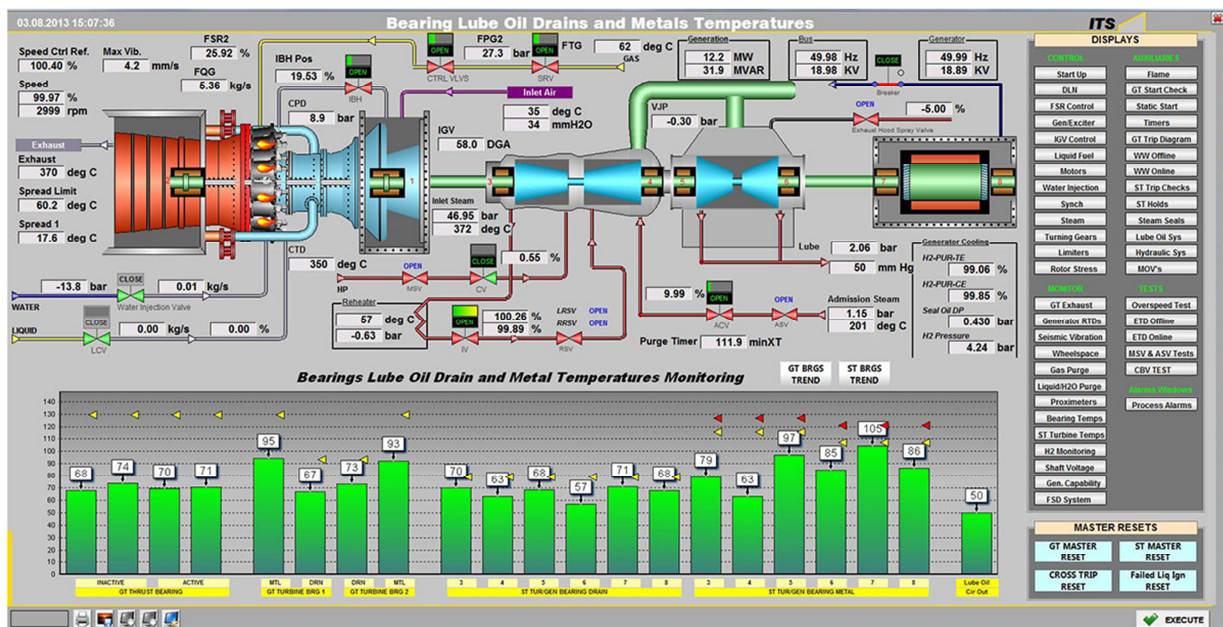 03.08.2013 15:07:36
Bearing Lube Oil Drains and Metals Temperatures
ITS
Speed Ctrl Ref.
100.40 %
Max Vib.
4.2 mm/s
FSR2
25.92 %
FQG
5.36 kg/s
Speed
99.97 %
2999 rpm
Exhaust
Exhaust
370 deg C
Spread Limit
60.2 deg C
Spread 1
17.6 deg C
IBH Pos
19.53 %
OPEN
IBH
CPD
8.9 bar
FPG2
27.3 bar
OPEN
CTRL VLVS
FTG
62 deg C
OPEN
SRV
GAS
Inlet Air
35 deg C
34 mmH2O
IGV
58.0 DGA
Generation
12.2 MW
31.9 MVAR
Bus
49.98 Hz
18.98 KV
CLOSE
Breaker
Generator
49.99 Hz
18.89 KV
VJP
-0.30 bar
OPEN
Exhaust Hood Spray Valve
-5.00 %
1
3
4
5
6
7
8
Inlet Steam
46.95 bar
372 deg C
CTD
350 deg C
HP
OPEN
MSV
CLOSE
CV
0.55 %
-13.8 bar
WATER
CLOSE
Water Injection Valve
0.01 kg/s
LIQUID
CLOSE
LCV
0.00 kg/s
0.00 %
Reheater
57 deg C
-0.63 bar
OPEN
IV
100.26 %
99.89 %
LRSV OPEN
RRSV OPEN
RSV
9.99 %
OPEN
ACV
OPEN
ASV
Lube
2.06 bar
50 mm Hg
Admission Steam
1.15 bar
201 deg C
Purge Timer 111.9 minXT
Generator Cooling
H2-PUR-TE
99.06 %
H2-PUR-CE
99.85 %
Seal Oil DP
0.430 bar
H2 Pressure
4.24 bar
Bearings Lube Oil Drain and Metal Temperatures Monitoring
GT BRGS TREND
ST BRGS TREND
140
130
120
110
100
90
80
70
60
50
40
30
20
10
0
68 74 70 71 95 67 73 93 70 63 68 57 71 68 79 63 97 85 105 86 50
INACTIVE ACTIVE MTL DRN DRN MTL 3 4 5 6 7 8 3 4 5 6 7 8 Lube Oil
GT THRUST BEARING GT TURBINE BRG 1 GT TURBINE BRG 2 ST TUR/GEN BEARING DRAIN ST TUR/GEN BEARING METAL Clr Out
DISPLAYS
CONTROL
Start Up
DLN
FSR Control
Gen/Exciter
IGV Control
Liquid Fuel
Motors
Water Injection
Synch
Steam
Turning Gears
Limiters
Rotor Stress
MONITOR
GT Exhaust
Generator RTDs
Seismic Vibration
Wheelspace
Gas Purge
Liquid/H2O Purge
Proximeters
Bearing Temps
ST Turbine Temps
H2 Monitoring
Shaft Voltage
Gen. Capability
FSD System
AUXILIARIES
Flame
GT Start Check
Static Start
Timers
GT Trip Diagram
WW Offline
WW Online
ST Trip Checks
ST Holds
Steam Seals
Lube Oil Sys
Hydraulic Sys
MOV's
TESTS
Overspeed Test
ETD Offline
ETD Online
MSV & ASV Tests
CBV TEST
Alarms Windows
Process Alarms
MASTER RESETS
GT MASTER RESET
ST MASTER RESET
CROSS TRIP RESET
Failed Liq Ign RESET
EXECUTE